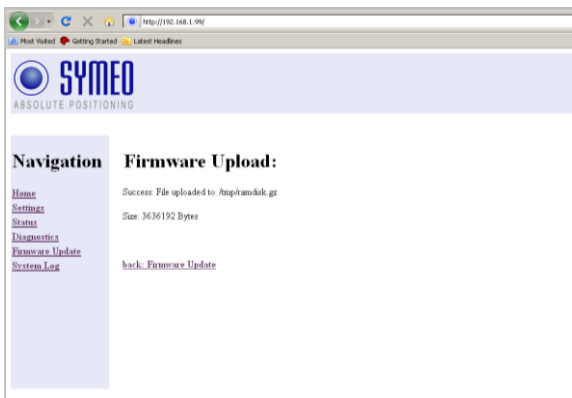 http://192.168.1.99/
Most Visited Getting Started Latest Headlines
SYMEO
ABSOLUTE POSITIONING
Navigation
Home
Settings
Status
Diagnostics
Firmware Update
System Log
Firmware Upload:
Success: File uploaded to: /tmp/ramdisk.gz
Size: 3636192 Bytes
back: Firmware Update